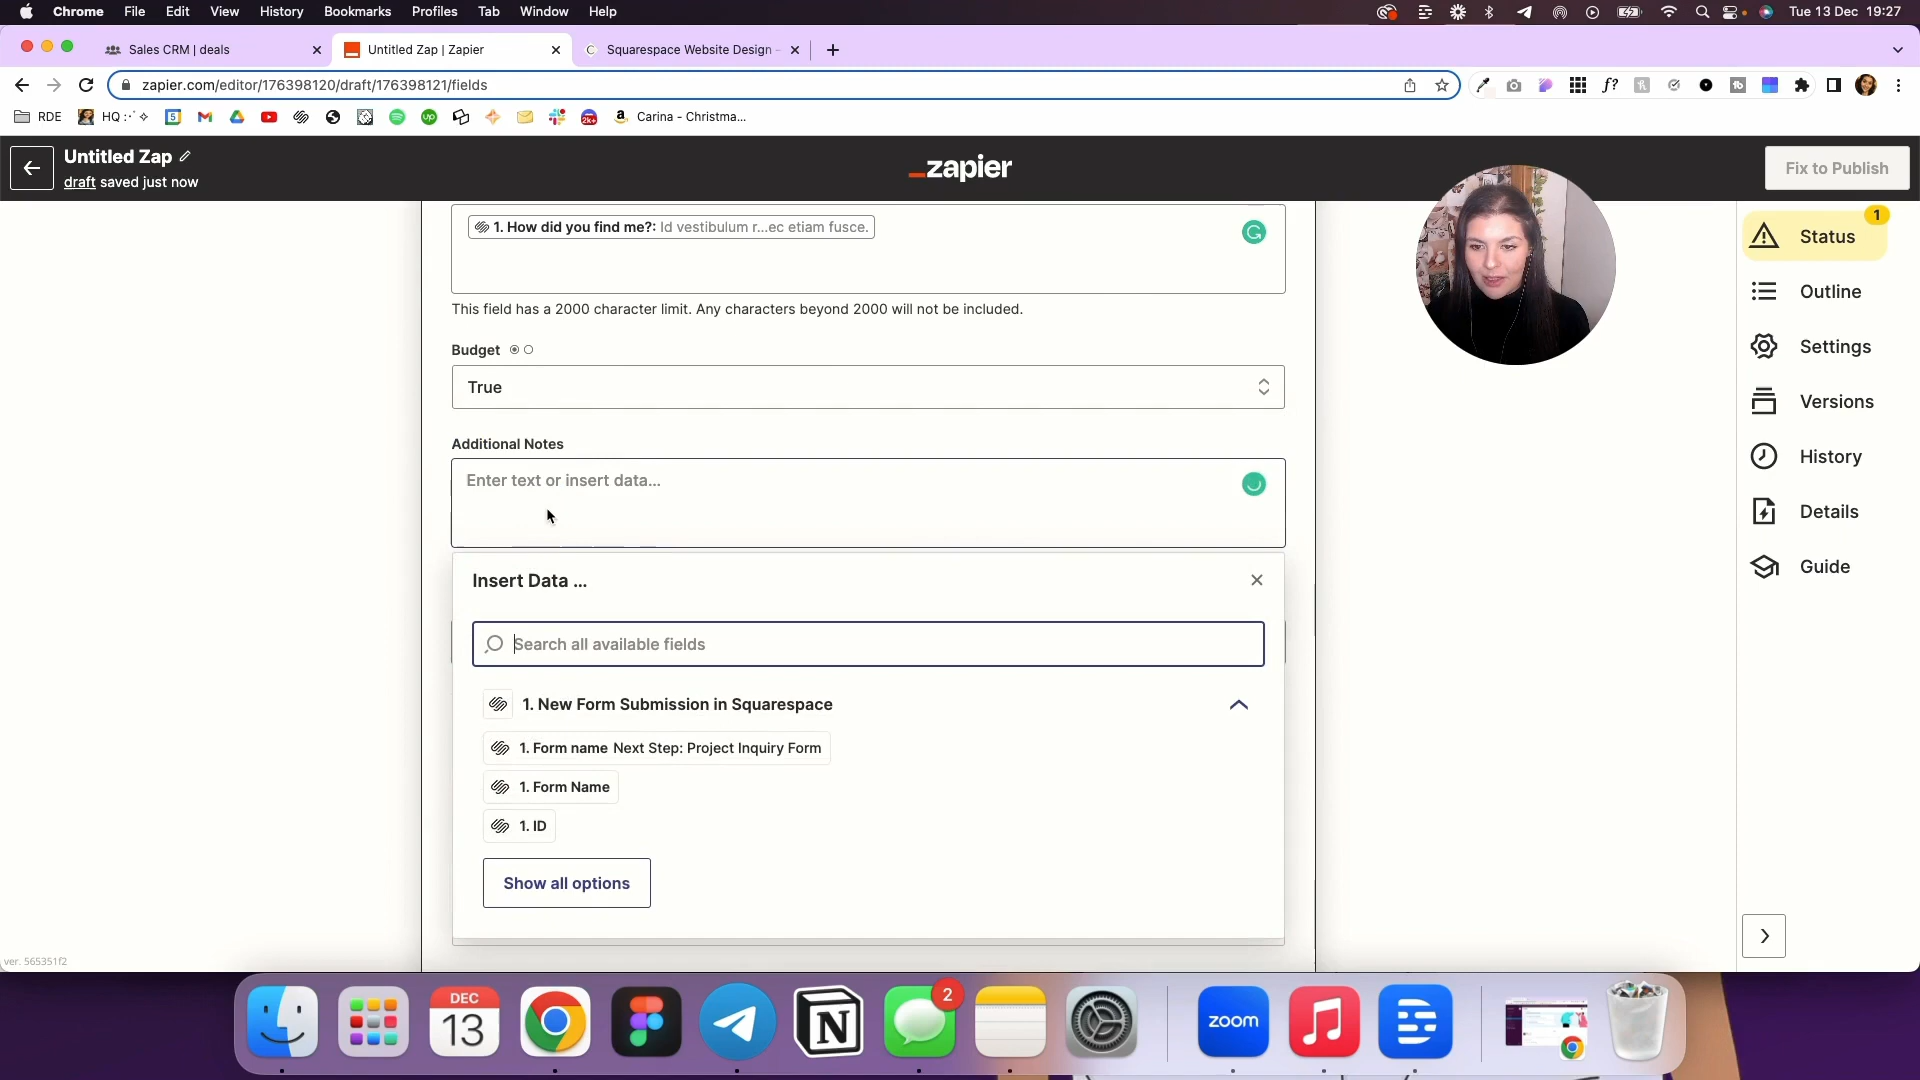 Chrome File Edit View History Bookmarks Profiles Tab Window Help
Tue 13 Dec 19:27
Sales CRM | deals
Untitled Zap | Zapier
Squarespace Website Design -
zapier.com/editor/176398120/draft/176398121/fields
RDE
HQ :･ﾟ✧
Carina - Christma...
Untitled Zap
draft saved just now
_zapier
Fix to Publish
1. How did you find me?: Id vestibulum r...ec etiam fusce.
This field has a 2000 character limit. Any characters beyond 2000 will not be included.
Budget
True
Additional Notes
Enter text or insert data...
Insert Data ...
Search all available fields
1. New Form Submission in Squarespace
1. Form name Next Step: Project Inquiry Form
1. Form Name
1. ID
Show all options
1
Status
Outline
Settings
Versions
History
Details
Guide
ver. 565351f2
DEC
13
2
zoom